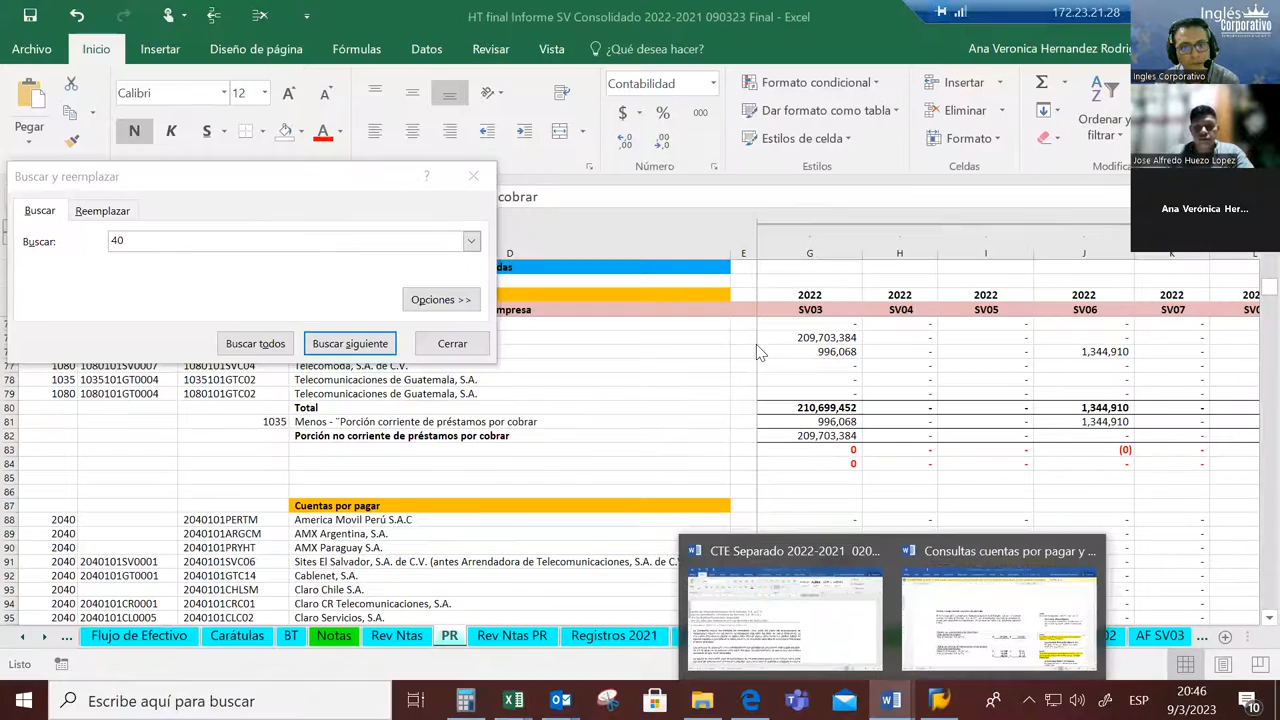 HT final Informe SV Consolidado 2022-2021 090323 Final - Excel
172.23.21.28
Inglés Corporativo
Archivo Inicio Insertar Diseño de página Fórmulas Datos Revisar Vista ¿Qué desea hacer? Ana Veronica Hernandez Rodri
Ingles Corporativo
Calibri 12 Contabilidad Formato condicional Insertar
Dar formato como tabla Eliminar Ordenar y
Pegar N K S A $ % 000 Estilos de celda Formato filtrar
Número Estilos Celdas Modifica
Jose Alfredo Huezo Lopez
Ana Verónica Her...
Buscar y reemplazar ?
cobrar
Buscar Reemplazar
Buscar: 40
Opciones >>
Buscar todos Buscar siguiente Cerrar
D E G H I J K L
das
2022 2022 2022 2022 2022
mpresa SV03 SV04 SV05 SV06 SV07
- - - - -
209,703,384 - - - -
996,068 - - 1,344,910 -
77 1080 1080101SV0007 1080101SVC04 Telecomoda, S.A. de C.V. - - - - -
78 1035 1035101GT0004 1035101GTC02 Telecomunicaciones de Guatemala, S.A. - - - - -
79 1080 1080101GT0004 1080101GTC02 Telecomunicaciones de Guatemala, S.A. - - - - -
80 Total 210,699,452 - - 1,344,910 -
81 1035 Menos - ¨Porción corriente de préstamos por cobrar 996,068 - - 1,344,910 -
82 Porción no corriente de préstamos por cobrar 209,703,384 - - - -
83 0 - - (0) -
84 0 - - - -
85
86
87 Cuentas por pagar
88 2040 2040101PERTM America Movil Perú S.A.C - - - - -
89 2040 2040101ARGCM AMX Argentina, S.A.
90 2040 2040101PRYHT AMX Paraguay S.A.
91 2040 2040101SV0001 2040101SVC06 Sites El Salvador, S.A. de C.V. (antes Arrendadora de Telecomunicaciones, S.A. de C.
92 2040 2040101GT0001 2040101GTC14 Cablenet, S.A.
93 2040 2040101CHLSM Claro Chile S.A.
94 2040 2040101CR0001 2040101CRC01 Claro CR Telecomunicaciones, S.A.
95 2040 2040101CL0005 Claro Servicios, S.A.
CTE Separado 2022-2021 020...
Consultas cuentas por pagar y ...
... Flujo de Efectivo Carátulas BT Notas Rev Ntas PR Rev Ntas PR Registros 2021 02 AF SV03 ...
Listo
Escribe aquí para buscar
ESP
20:46
9/3/2023
10